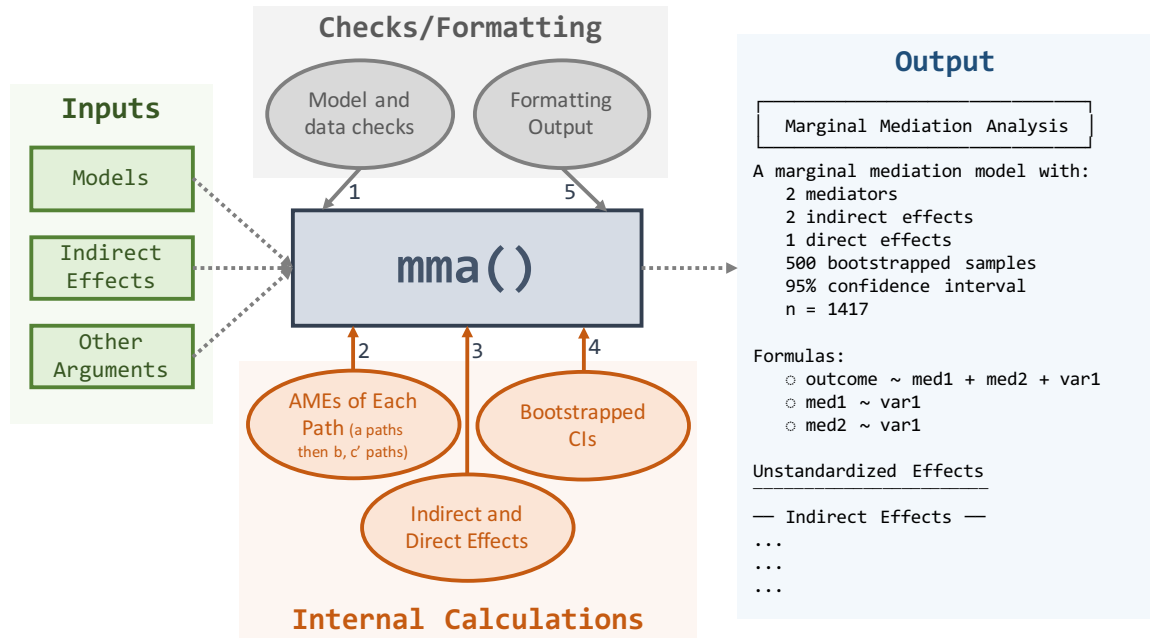 Checks/Formatting
Model and
data checks
Formatting
Output
1
5
Inputs
Models
Indirect
Effects
Other
Arguments
mma()
2
3
4
AMEs of Each
Path (a paths
then b, c’ paths)
Bootstrapped
CIs
Indirect and
Direct Effects
Internal Calculations
Output
Marginal Mediation Analysis
A marginal mediation model with:
2 mediators
2 indirect effects
1 direct effects
500 bootstrapped samples
95% confidence interval
n = 1417
Formulas:
◌ outcome ~ med1 + med2 + var1
◌ med1 ~ var1
◌ med2 ~ var1
Unstandardized Effects
—— Indirect Effects ——
...
...
...